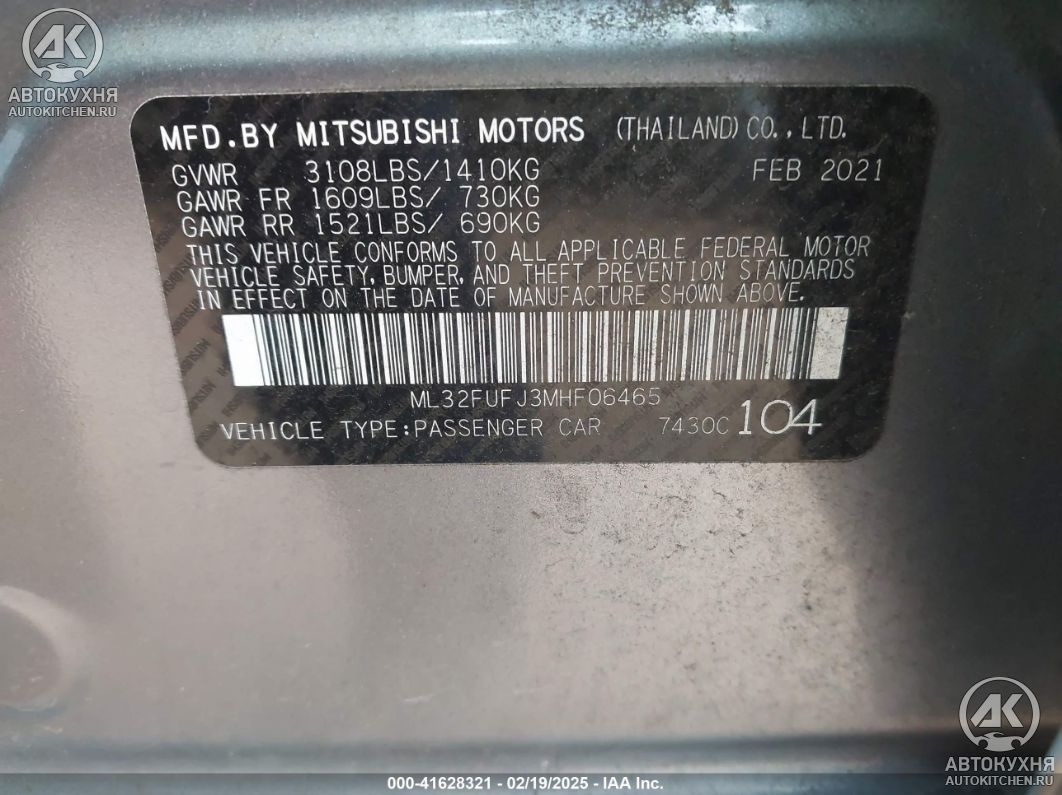 АК
АВТОКУХНЯ
AUTOKITCHEN.RU
MFD.BY MITSUBISHI MOTORS (THAILAND) CO.,LTD.
GVWR 3108LBS/1410KG FEB 2021
GAWR FR 1609LBS/ 730KG
GAWR RR 1521LBS/ 690KG
THIS VEHICLE CONFORMS TO ALL APPLICABLE FEDERAL MOTOR
VEHICLE SAFETY, BUMPER, AND THEFT PREVENTION STANDARDS
IN EFFECT ON THE DATE OF MANUFACTURE SHOWN ABOVE.
ML32FUFJ3MHF06465
VEHICLE TYPE:PASSENGER CAR 7430C 104
АК
АВТОКУХНЯ
AUTOKITCHEN.RU
000-41628321 - 02/19/2025 - IAA Inc.